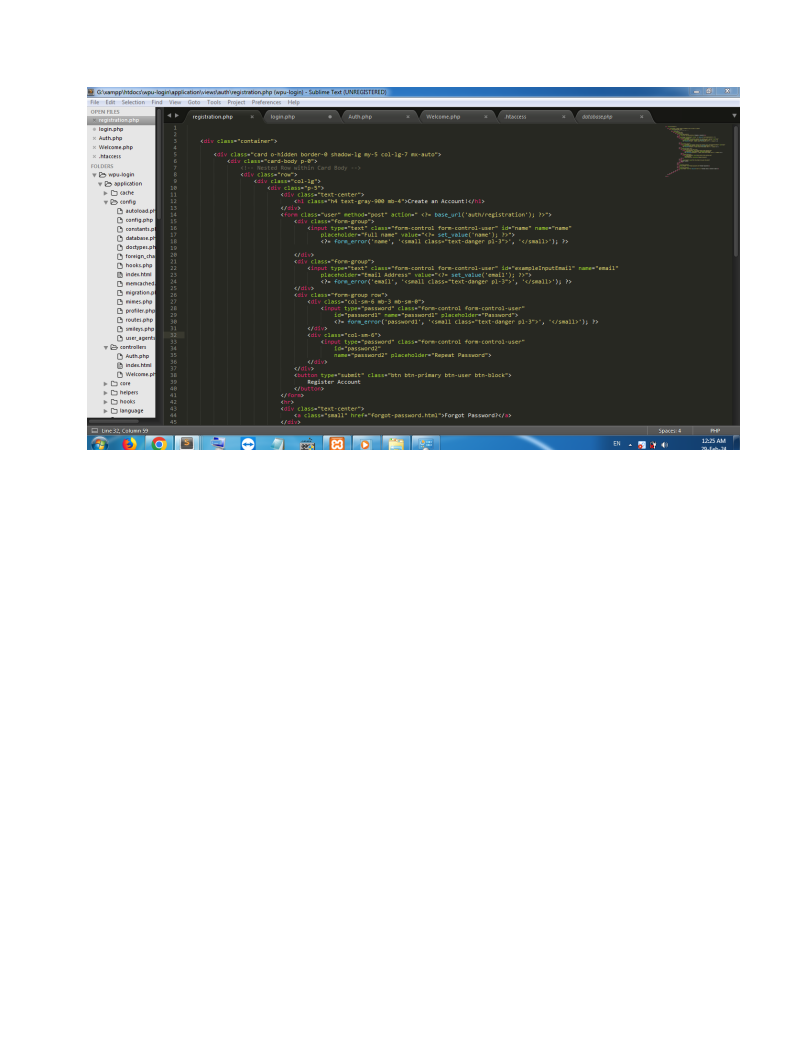 G:\xampp\htdocs\wpu-login\application\views\auth\registration.php (wpu-login) - Sublime Text (UNREGISTERED)
File Edit Selection Find View Goto Tools Project Preferences Help
OPEN FILES
registration.php
login.php
Auth.php
Welcome.php
.htaccess
FOLDERS
wpu-login
application
cache
config
autoload.ph
config.php
constants.p
database.ph
doctypes.ph
foreign_cha
hooks.php
index.html
memcached.
migration.p
mimes.php
profiler.php
routes.php
smileys.php
user_agents
controllers
Auth.php
index.html
Welcome.pf
core
helpers
hooks
language
registration.php login.php Auth.php Welcome.php .htaccess database.php
1
2
3 <div class="container">
4
5 <div class="card o-hidden border-0 shadow-lg my-5 col-lg-7 mx-auto">
6 <div class="card-body p-0">
7 <!-- Nested Row within Card Body -->
8 <div class="row">
9 <div class="col-lg">
10 <div class="p-5">
11 <div class="text-center">
12 <h1 class="h4 text-gray-900 mb-4">Create an Account!</h1>
13 </div>
14 <form class="user" method="post" action=" <?= base_url('auth/registration'); ?>">
15 <div class="form-group">
16 <input type="text" class="form-control form-control-user" id="name" name="name"
17 placeholder="Full name" value="<?= set_value('name'); ?>">
18 <?= form_error('name', '<small class="text-danger pl-3">', '</small>'); ?>
19
20 </div>
21 <div class="form-group">
22 <input type="text" class="form-control form-control-user" id="exampleInputEmail" name="email"
23 placeholder="Email Address" value="<?= set_value('email'); ?>">
24 <?= form_error('email', '<small class="text-danger pl-3">', '</small>'); ?>
25 </div>
26 <div class="form-group row">
27 <div class="col-sm-6 mb-3 mb-sm-0">
28 <input type="password" class="form-control form-control-user"
29 id="password1" name="password1" placeholder="Password">
30 <?= form_error('password1', '<small class="text-danger pl-3">', '</small>'); ?>
31 </div>
32 <div class="col-sm-6">
33 <input type="password" class="form-control form-control-user"
34 id="password2"
35 name="password2" placeholder="Repeat Password">
36 </div>
37 </div>
38 <button type="submit" class="btn btn-primary btn-user btn-block">
39 Register Account
40 </button>
41 </form>
42 <hr>
43 <div class="text-center">
44 <a class="small" href="forgot-password.html">Forgot Password?</a>
45 </div>
Line 32, Column 59 Spaces: 4 PHP
EN 12:25 AM
29-Feb-24